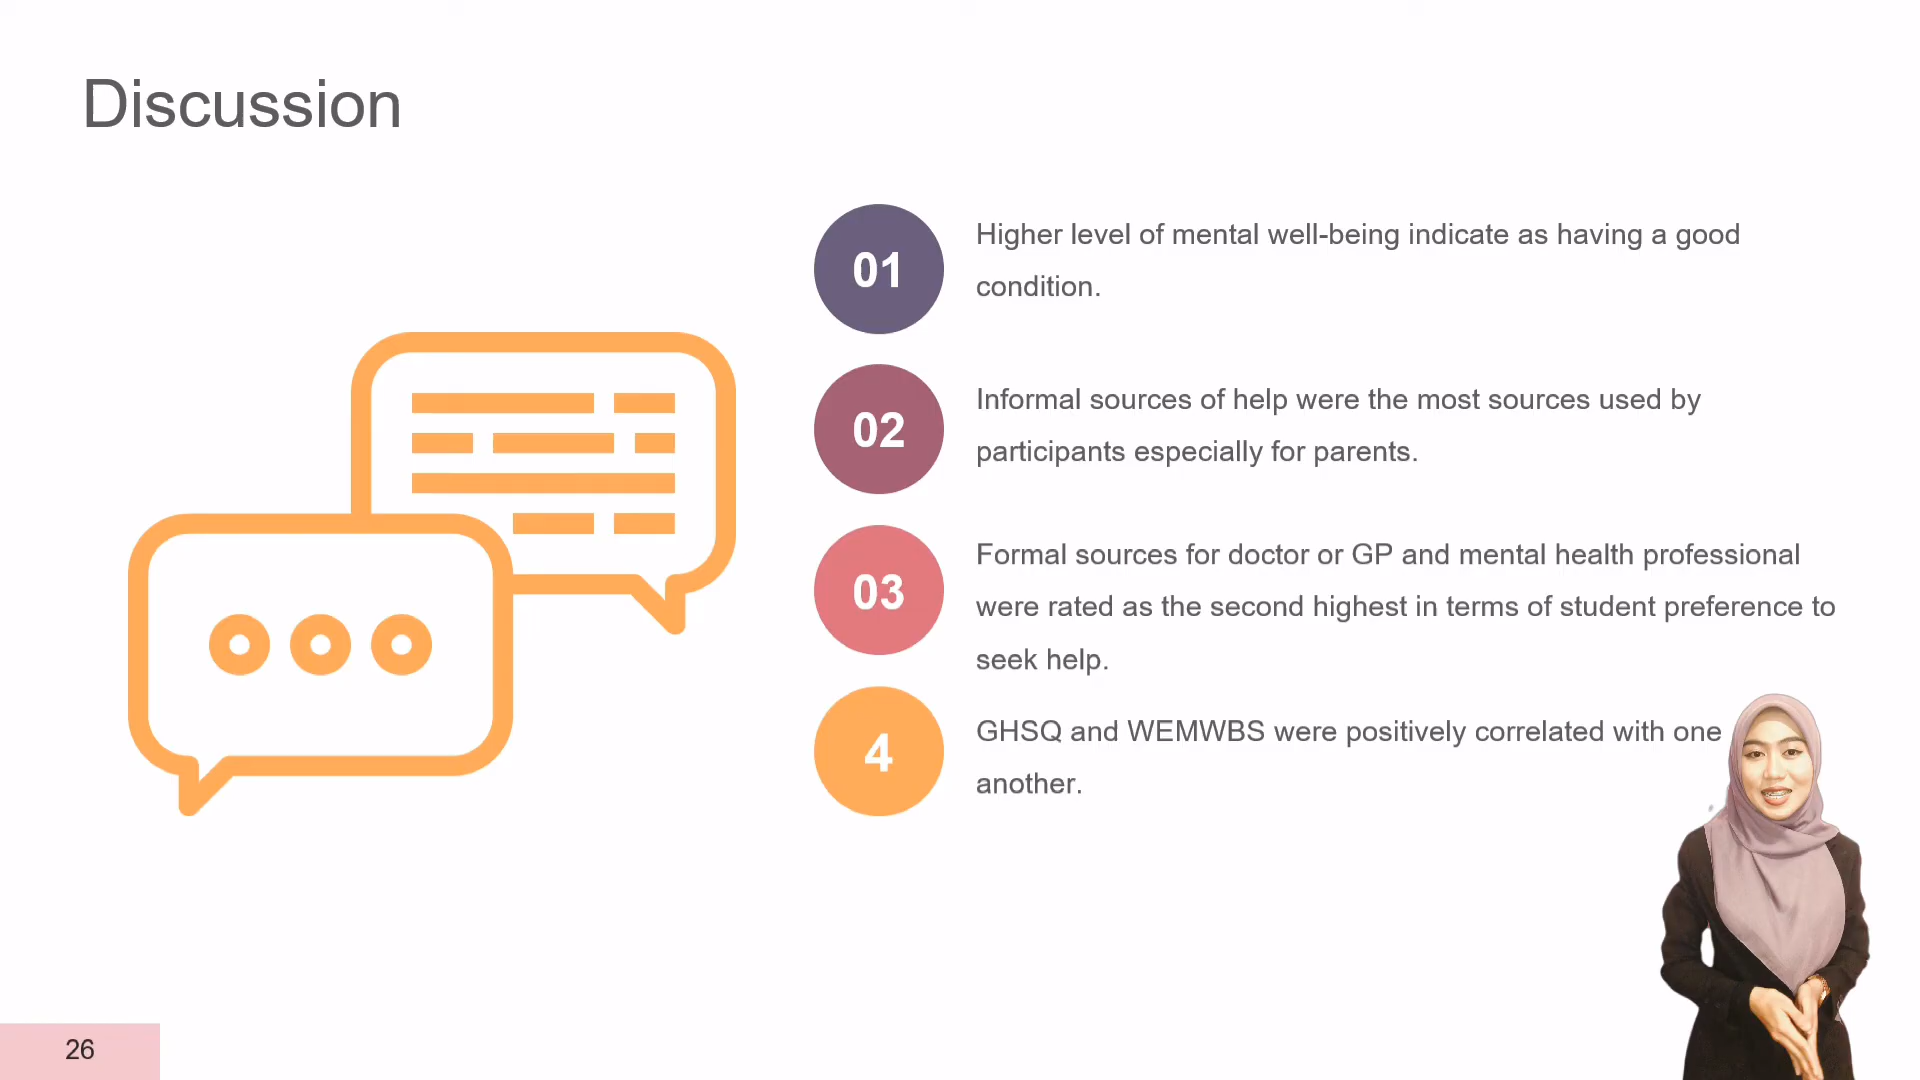 Discussion
01
Higher level of mental well-being indicate as having a good
condition.
02
Informal sources of help were the most sources used by
participants especially for parents.
03
Formal sources for doctor or GP and mental health professional
were rated as the second highest in terms of student preference to
seek help.
4
GHSQ and WEMWBS were positively correlated with one
another.
26